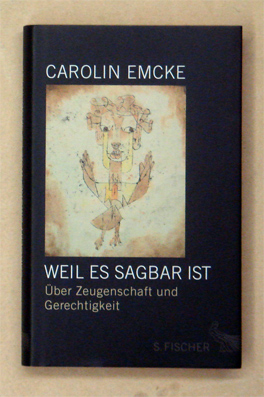 CAROLIN EMCKE
WEIL ES SAGBAR IST
Über Zeugenschaft und
Gerechtigkeit
S. FISCHER